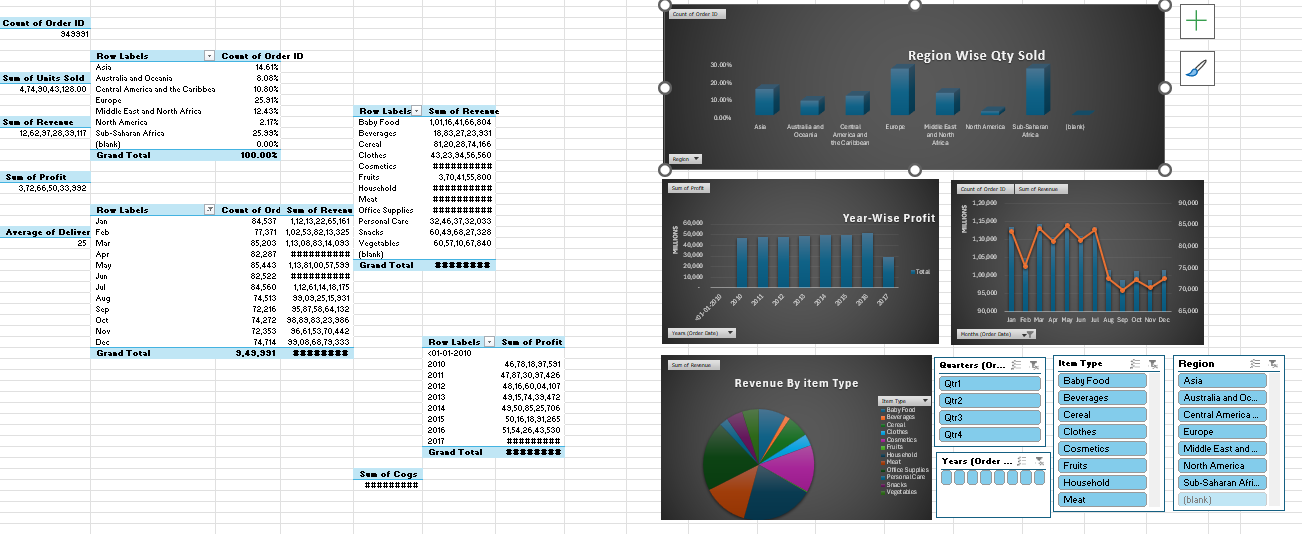 Count of Order ID
949991
Row Labels Count of Order ID
Asia 14.61%
Australia and Oceania 8.08%
Central America and the Caribbea 10.80%
Europe 25.91%
Middle East and North Africa 12.43%
North America 2.17%
Sub-Saharan Africa 25.99%
(blank) 0.00%
Grand Total 100.00%
Sum of Units Sold
4,74,90,43,128.00
Sum of Revenue
12,62,97,28,39,117
Sum of Profit
3,72,66,50,33,992
Average of Deliver
25
Row Labels Count of Ord Sum of Revenu
Jan 84,537 1,12,13,22,65,161
Feb 77,371 1,02,53,82,13,325
Mar 85,203 1,13,08,83,14,093
Apr 82,287 ##########
May 85,443 1,13,81,00,57,599
Jun 82,522 ##########
Jul 84,560 1,12,61,14,18,175
Aug 74,513 99,09,25,15,931
Sep 72,216 95,87,58,64,132
Oct 74,272 98,89,83,23,986
Nov 72,353 96,61,53,70,442
Dec 74,714 99,08,68,79,333
Grand Total 9,49,991 ########
Row Labels Sum of Revenue
Baby Food 1,01,16,41,66,804
Beverages 18,83,27,23,931
Cereal 81,20,28,74,166
Clothes 43,23,94,56,560
Cosmetics ##########
Fruits 3,70,41,55,800
Household ##########
Meat ##########
Office Supplies ##########
Personal Care 32,46,37,32,033
Snacks 60,49,68,27,328
Vegetables 60,57,10,67,840
(blank)
Grand Total ########
Row Labels Sum of Profit
<01-01-2010
2010 46,78,18,97,591
2011 47,87,30,97,426
2012 48,16,60,04,107
2013 49,15,74,39,472
2014 49,50,85,25,706
2015 50,16,18,91,265
2016 51,54,26,43,530
2017 #########
Grand Total ########
Sum of Cogs
#########
Count of Order ID
Region Wise Qty Sold
30.00%
20.00%
10.00%
0.00%
Asia
Australia and Oceania
Central America and the Caribbean
Europe
Middle East and North Africa
North America
Sub-Saharan Africa
(blank)
Region
Sum of Profit
Year-Wise Profit
MILLIONS
60,000
50,000
40,000
30,000
20,000
10,000
-
<01-01-2010 2010 2011 2012 2013 2014 2015 2016 2017
Total
Years (Order Date)
Count of Order ID Sum of Revenue
MILLIONS
1,20,000
1,15,000
1,10,000
1,05,000
1,00,000
95,000
90,000
90,000
85,000
80,000
75,000
70,000
65,000
Jan Feb Mar Apr May Jun Jul Aug Sep Oct Nov Dec
Months (Order Date)
Sum of Revenue
Revenue By item Type
Item Type
Baby Food
Beverages
Cereal
Clothes
Cosmetics
Fruits
Household
Meat
Office Supplies
Personal Care
Snacks
Vegetables
Quarters (Or...
Qtr1
Qtr2
Qtr3
Qtr4
Years (Order ...
Item Type
Baby Food
Beverages
Cereal
Clothes
Cosmetics
Fruits
Household
Meat
Region
Asia
Australia and Oc...
Central America ...
Europe
Middle East and ...
North America
Sub-Saharan Afri...
(blank)